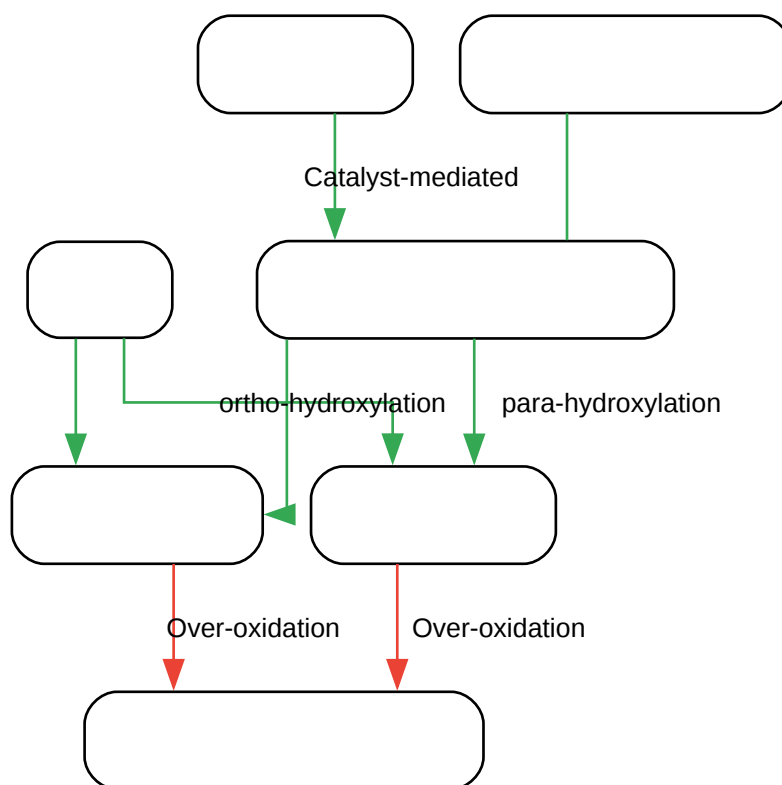 Catalyst-mediated
ortho-hydroxylation
para-hydroxylation
Over-oxidation
Over-oxidation